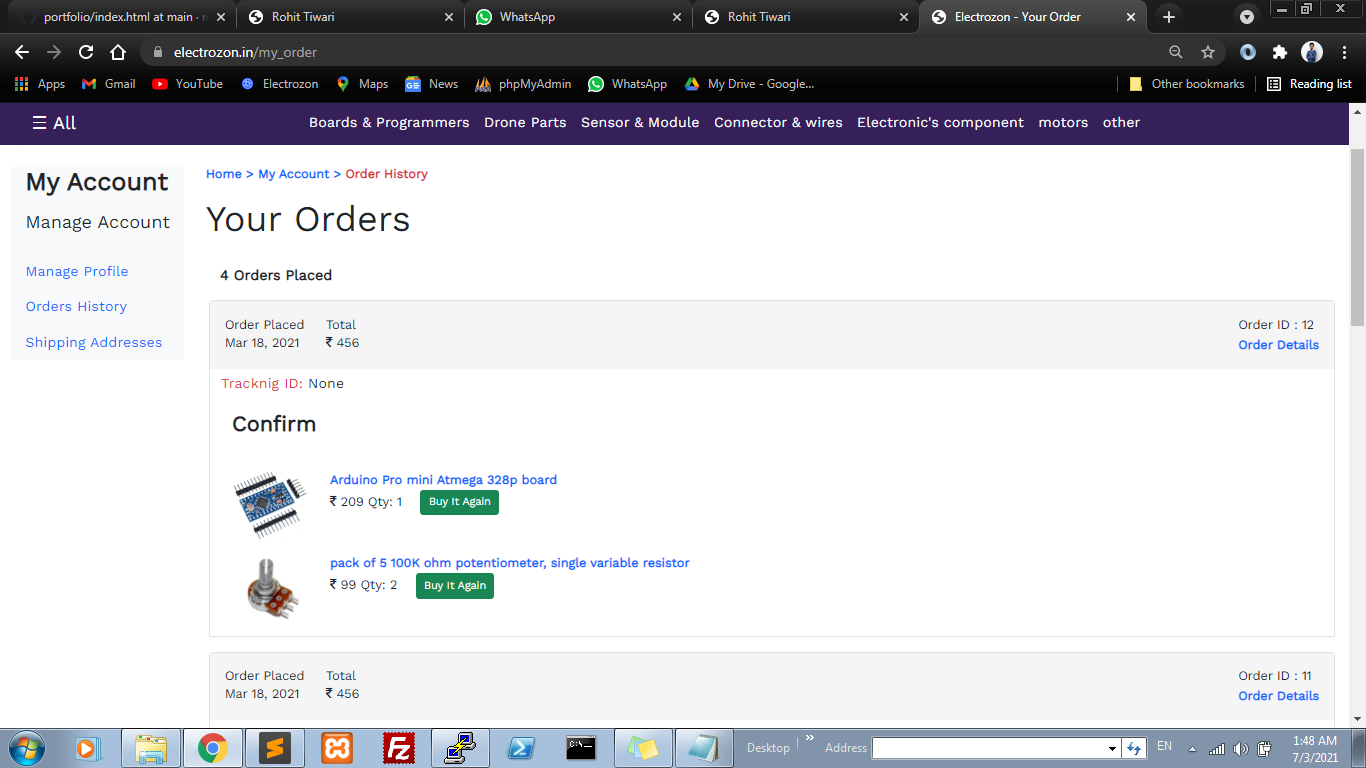 portfolio/index.html at main ·
Rohit Tiwari
WhatsApp
Rohit Tiwari
Electrozon - Your Order
electrozon.in/my_order
Apps
Gmail
YouTube
Electrozon
Maps
News
phpMyAdmin
WhatsApp
My Drive - Google...
Other bookmarks
Reading list
☰ All
Boards & Programmers
Drone Parts
Sensor & Module
Connector & wires
Electronic's component
motors
other
My Account
Manage Account
Manage Profile
Orders History
Shipping Addresses
Home > My Account > Order History
Your Orders
4 Orders Placed
Order Placed
Total
Order ID : 12
Mar 18, 2021
₹ 456
Order Details
Tracknig ID: None
Confirm
Arduino Pro mini Atmega 328p board
₹ 209 Qty: 1
Buy It Again
pack of 5 100K ohm potentiometer, single variable resistor
₹ 99 Qty: 2
Buy It Again
Order Placed
Total
Order ID : 11
Mar 18, 2021
₹ 456
Order Details
Desktop
»
Address
EN
1:48 AM
7/3/2021